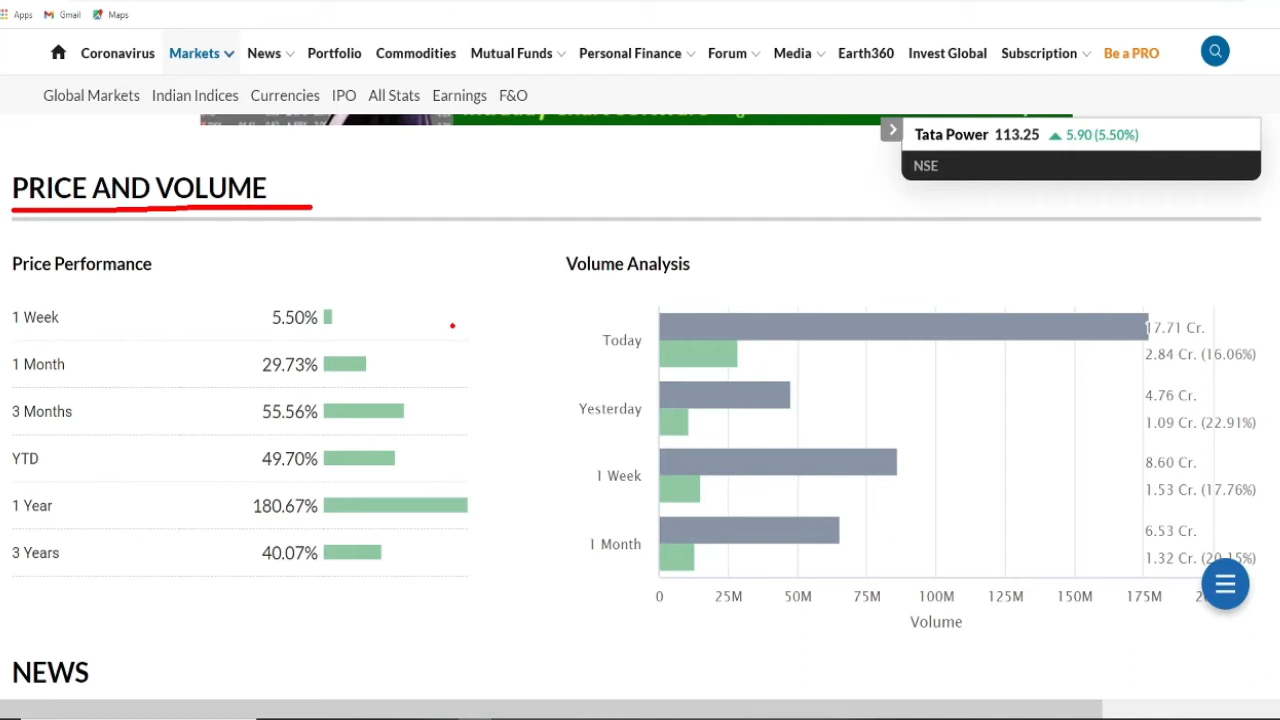 Apps Gmail Maps
Coronavirus Markets News Portfolio Commodities Mutual Funds Personal Finance Forum Media Earth360 Invest Global Subscription Be a PRO
Global Markets Indian Indices Currencies IPO All Stats Earnings F&O
Tata Power 113.25 5.90 (5.50%)
NSE
PRICE AND VOLUME
Price Performance
1 Week 5.50%
1 Month 29.73%
3 Months 55.56%
YTD 49.70%
1 Year 180.67%
3 Years 40.07%
Volume Analysis
Today 17.71 Cr.
2.84 Cr. (16.06%)
Yesterday 4.76 Cr.
1.09 Cr. (22.91%)
1 Week 8.60 Cr.
1.53 Cr. (17.76%)
1 Month 6.53 Cr.
1.32 Cr. (20.15%)
0 25M 50M 75M 100M 125M 150M 175M
Volume
NEWS